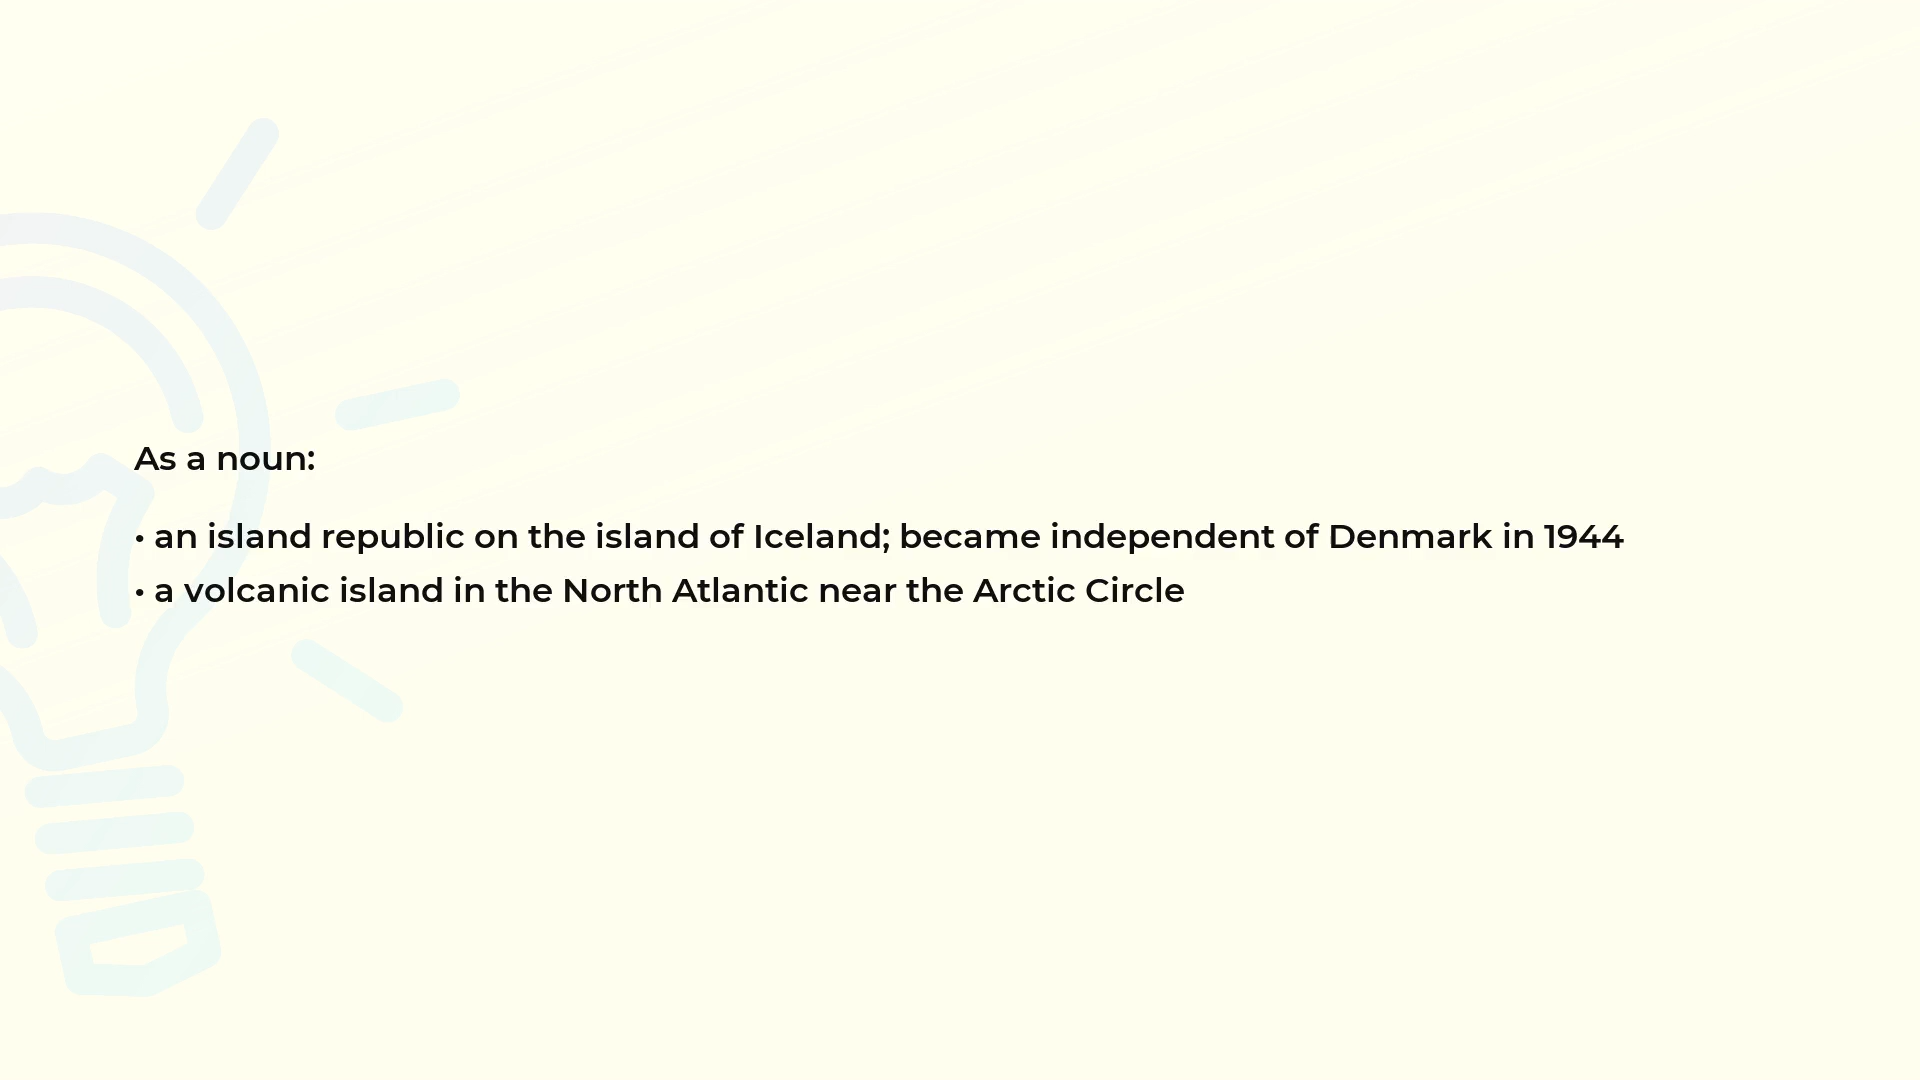 As a noun:
• an island republic on the island of Iceland; became independent of Denmark in 1944
• a volcanic island in the North Atlantic near the Arctic Circle